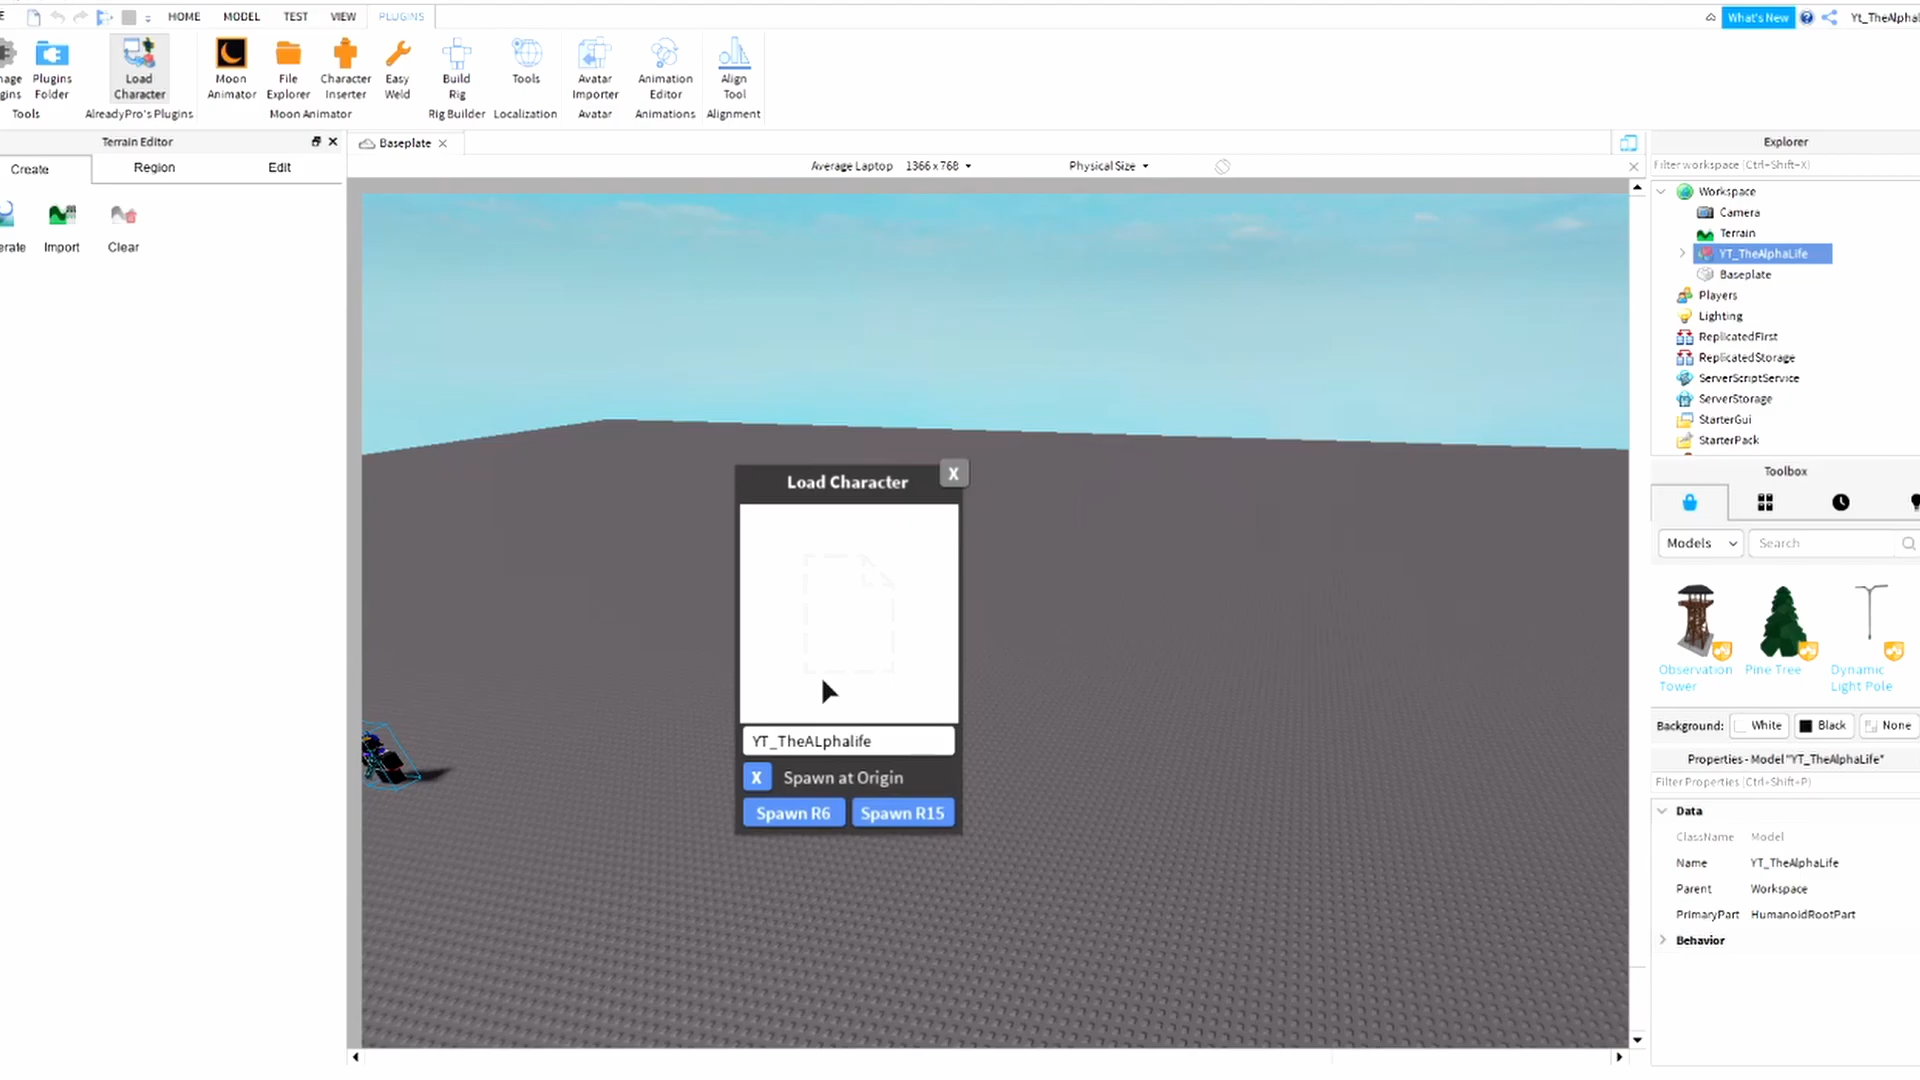 HOME MODEL TEST VIEW PLUGINS
What's New
Plugins
Folder
Load
Character
Moon
Animator
File
Explorer
Character
Inserter
Easy
Weld
Build
Rig
Tools
Avatar
Importer
Animation
Editor
Align
Tool
Tools AlreadyPro's Plugins Moon Animator Rig Builder Localization Avatar Animations Alignment
Terrain Editor
Create Region Edit
Import Clear
Baseplate
Average Laptop 1366 x 768 Physical Size
Load Character
X
YT_TheALphalife
X Spawn at Origin
Spawn R6 Spawn R15
Explorer
Filter workspace (Ctrl+Shift+X)
Workspace
Camera
Terrain
YT_TheAlphaLife
Baseplate
Players
Lighting
ReplicatedFirst
ReplicatedStorage
ServerScriptService
ServerStorage
StarterGui
StarterPack
Toolbox
Models Search
Observation
Tower
Pine Tree
Dynamic
Light Pole
Background: White Black None
Properties - Model "YT_TheAlphaLife"
Filter Properties (Ctrl+Shift+P)
Data
ClassName Model
Name YT_TheAlphaLife
Parent Workspace
PrimaryPart HumanoidRootPart
Behavior